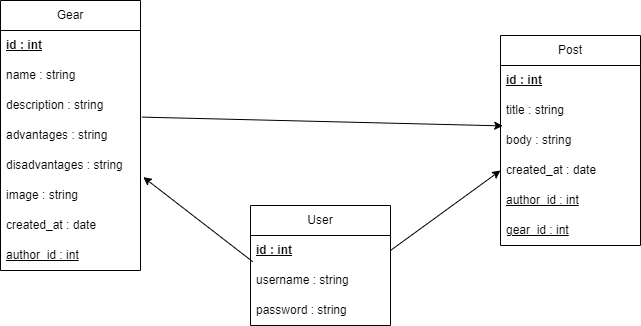 Gear
id : int
name : string
description : string
advantages : string
disadvantages : string
image : string
created_at : date
author_id : int
Post
id : int
title : string
body : string
created_at : date
author_id : int
gear_id : int
User
id : int
username : string
password : string